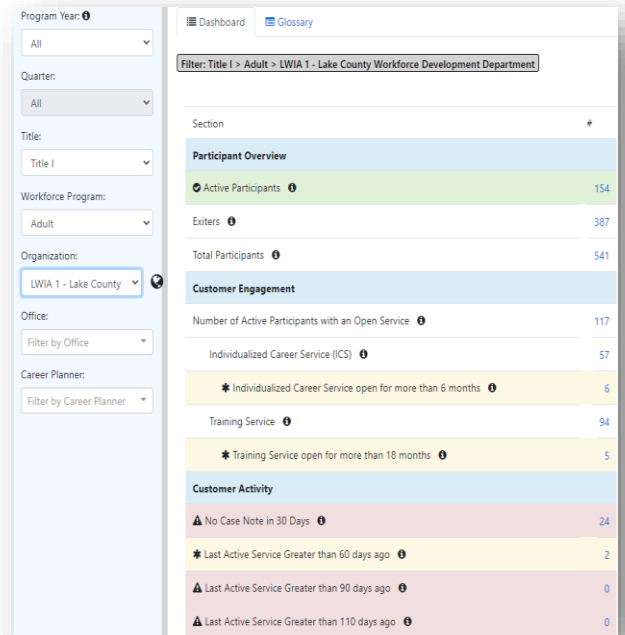 Program Year:
All
Quarter:
All
Title:
Title I
Workforce Program:
Adult
Organization:
LWIA 1 - Lake County
Office:
Filter by Office
Career Planner:
Filter by Career Planner
Dashboard Glossary
Filter: Title I > Adult > LWIA 1 - Lake County Workforce Development Department
Section #
Participant Overview
Active Participants 154
Exiters 387
Total Participants 541
Customer Engagement
Number of Active Participants with an Open Service 117
Individualized Career Service (ICS) 57
✱ Individualized Career Service open for more than 6 months 6
Training Service 94
✱ Training Service open for more than 18 months 5
Customer Activity
No Case Note in 30 Days 24
✱ Last Active Service Greater than 60 days ago 2
Last Active Service Greater than 90 days ago 0
Last Active Service Greater than 110 days ago 0